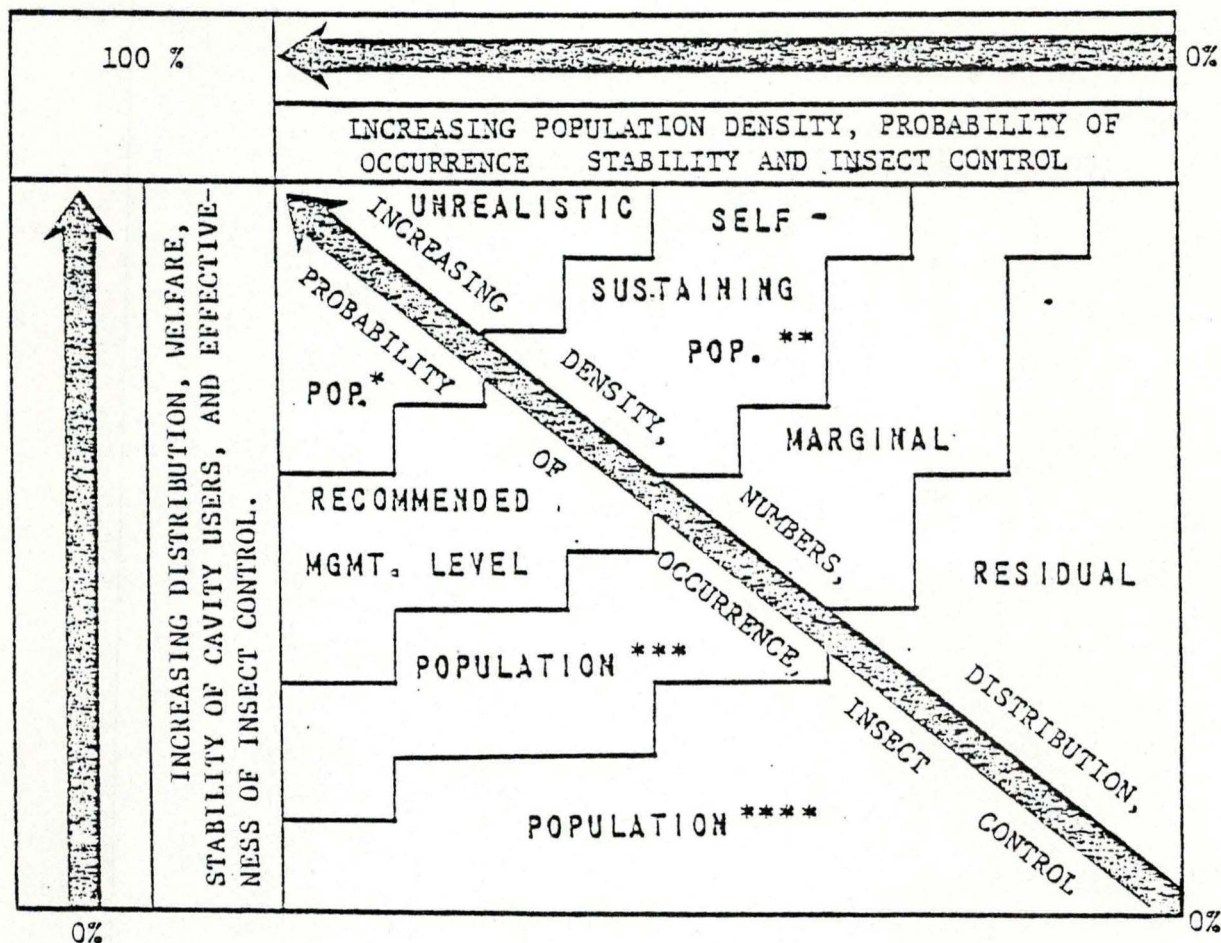 100 %
0%
INCREASING POPULATION DENSITY, PROBABILITY OF
OCCURRENCE STABILITY AND INSECT CONTROL
INCREASING DISTRIBUTION, WELFARE,
STABILITY OF CAVITY USERS, AND EFFECTIVE-
NESS OF INSECT CONTROL.
UNREALISTIC
POP.*
SELF-
SUSTAINING
POP. **
RECOMMENDED
MGMT. LEVEL
MARGINAL
POPULATION ***
RESIDUAL
POPULATION ****
INCREASING
DENSITY,
NUMBERS,
DISTRIBUTION,
PROBABILITY
OF
OCCURRENCE,
INSECT
CONTROL
0%
0%